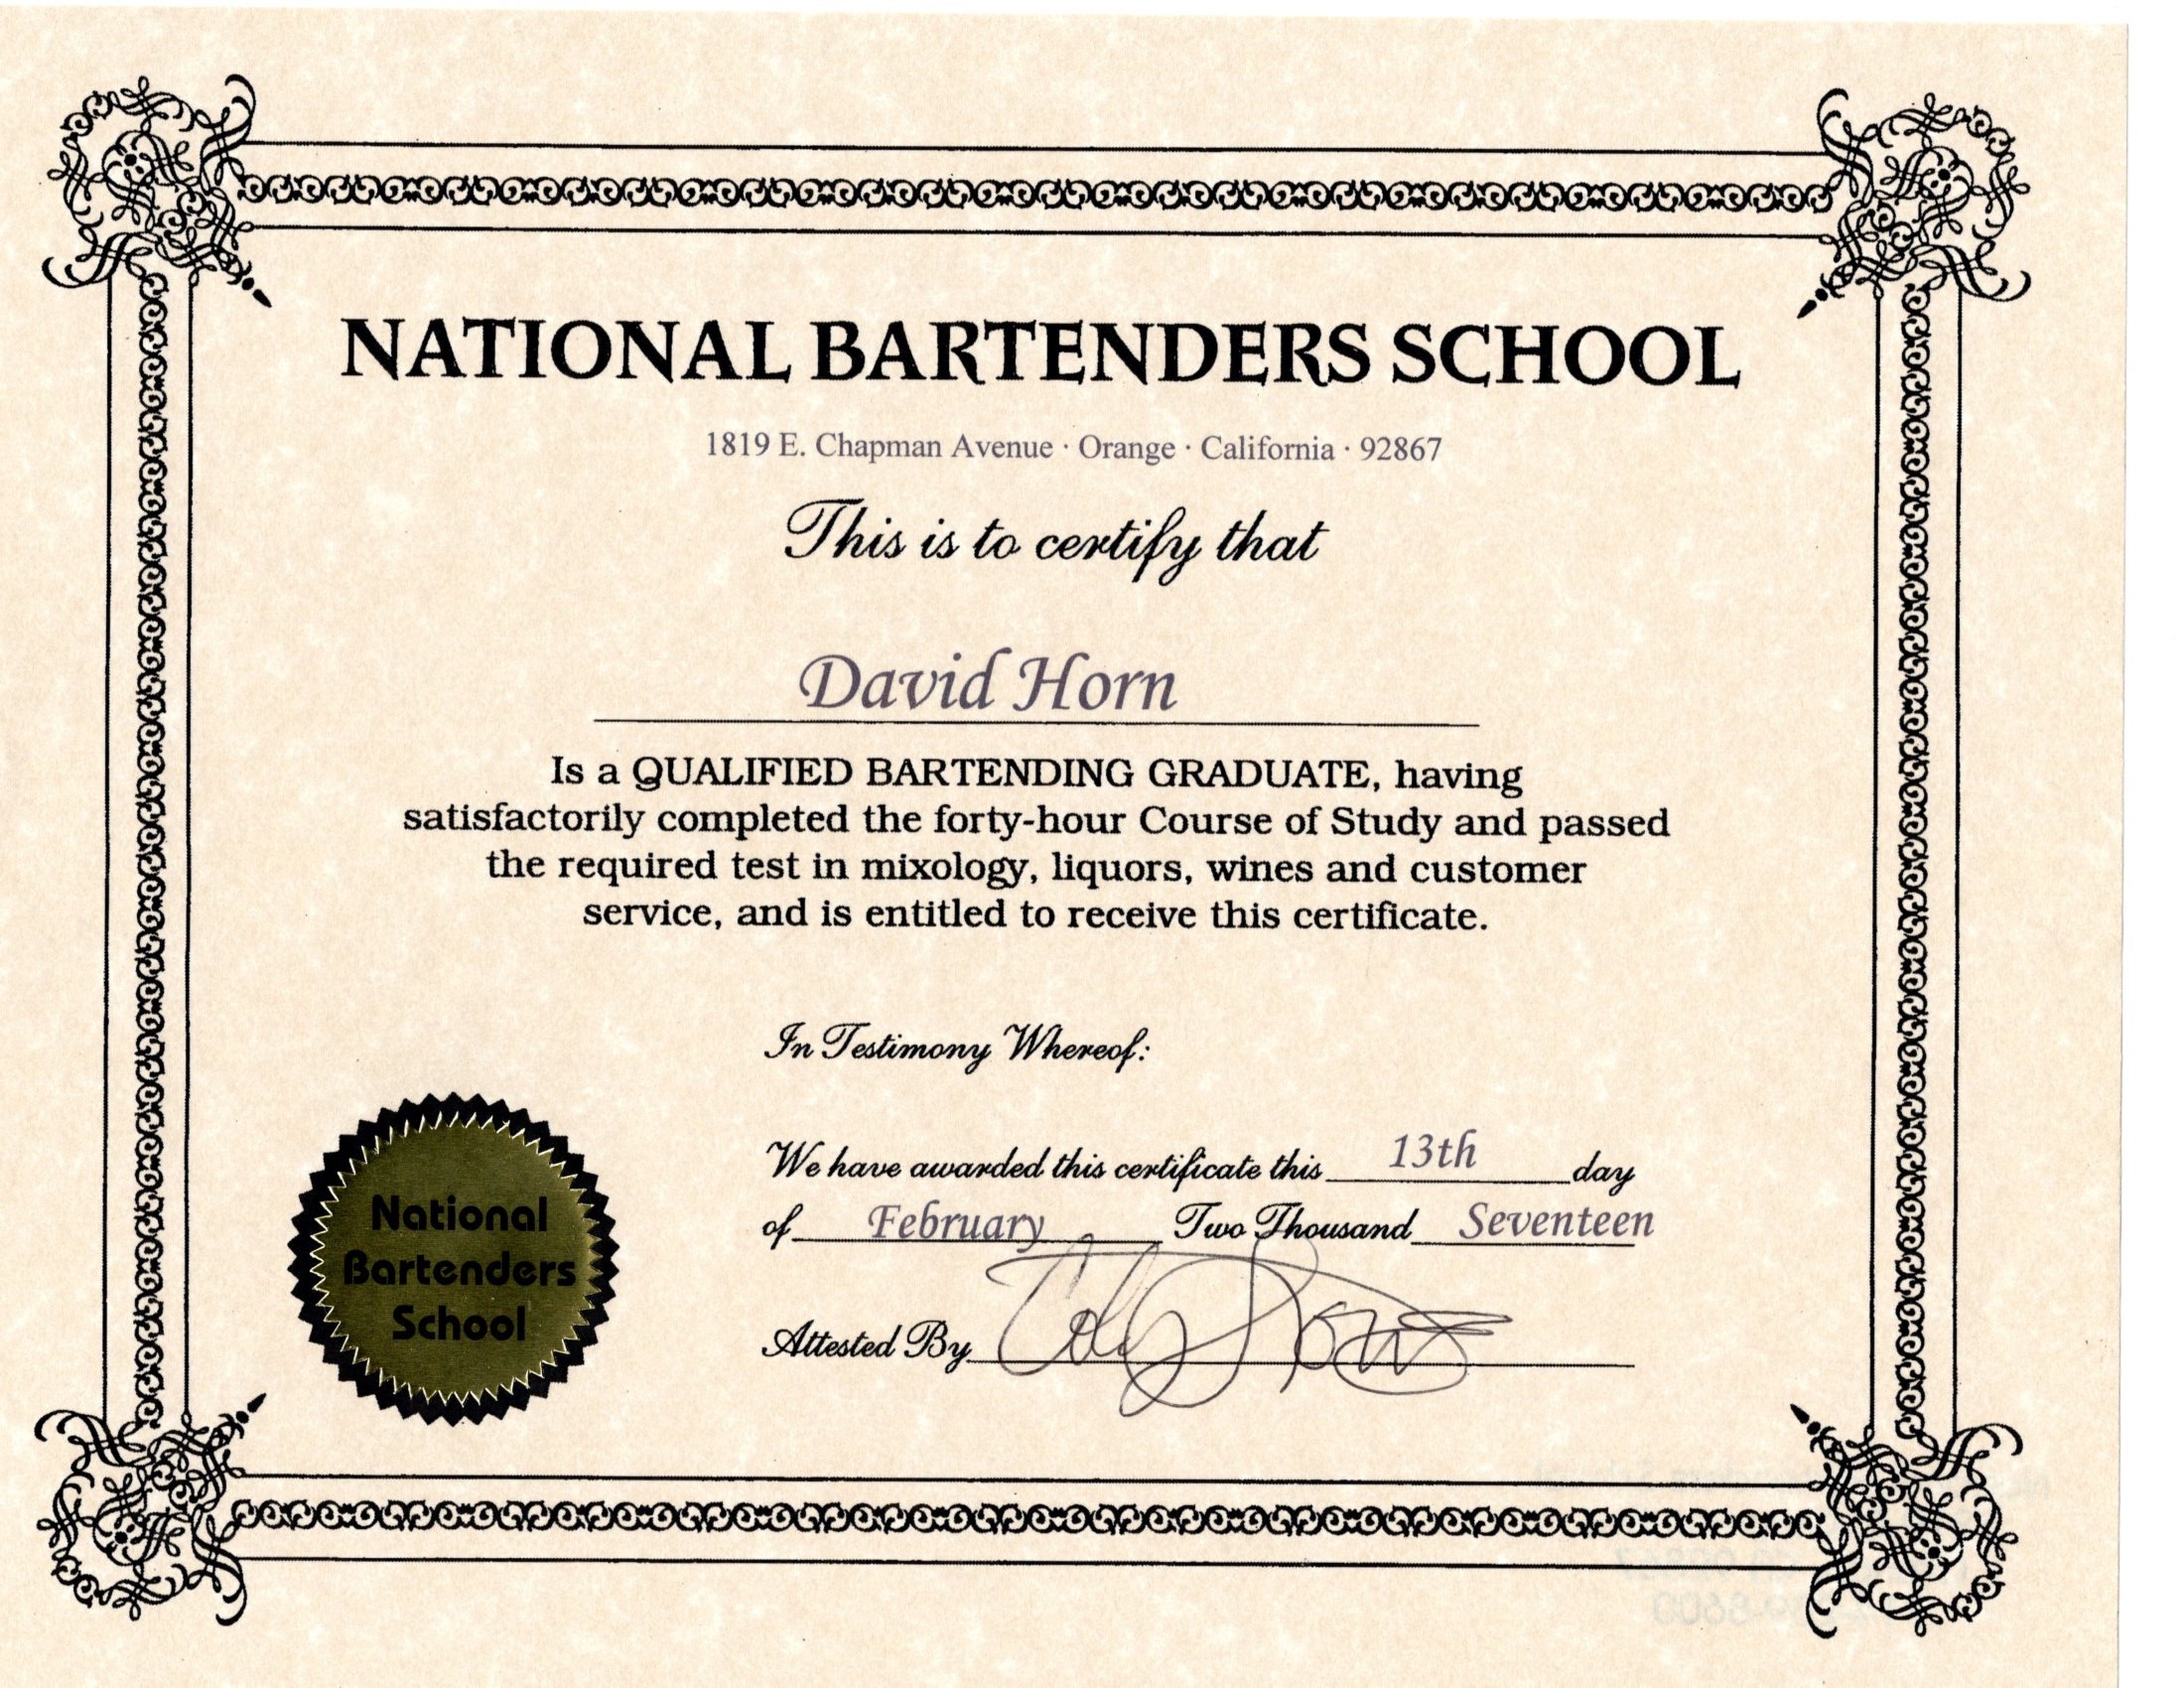 NATIONAL BARTENDERS SCHOOL
1819 E. Chapman Avenue · Orange · California · 92867
This is to certify that
David Horn
Is a QUALIFIED BARTENDING GRADUATE, having
satisfactorily completed the forty-hour Course of Study and passed
the required test in mixology, liquors, wines and customer
service, and is entitled to receive this certificate.
In Testimony Whereof:
We have awarded this certificate this 13th day
of February Two Thousand Seventeen
Attested By
National
Bartenders
School